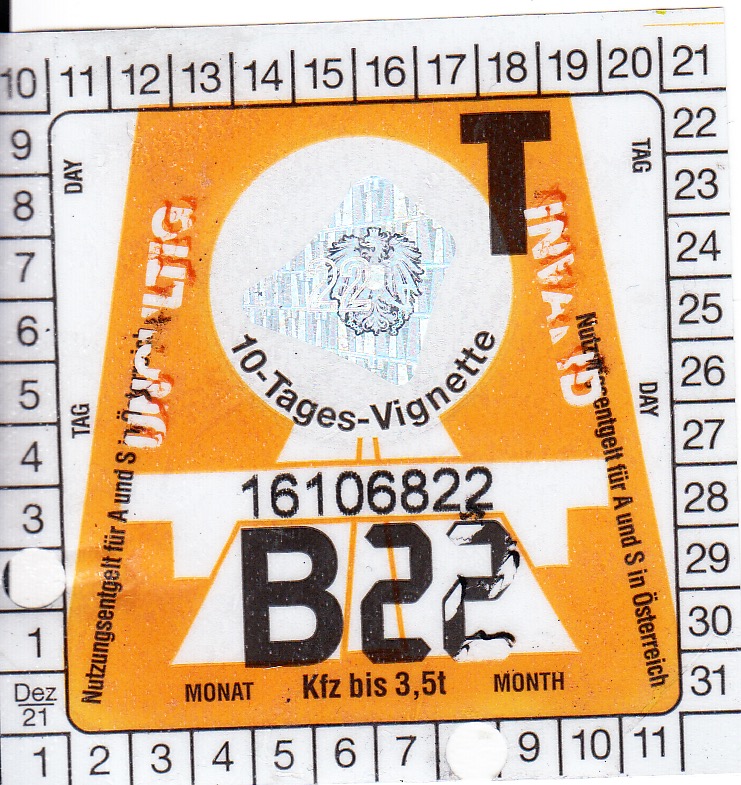 10 11 12 13 14 15 16 17 18 19 20 21
9
8
7
6
5
4
3
1
Dez
21
22
23
24
25
26
27
28
29
30
31
DAY
TAG
TAG
DAY
T
UNGÜLTIG
INVALID
10-Tages-Vignette
16106822
B22
Nutzungsentgelt für A und S in Österreich
Nutzungsentgelt für A und S in Österreich
MONAT Kfz bis 3,5t MONTH
1 2 3 4 5 6 7 9 10 11